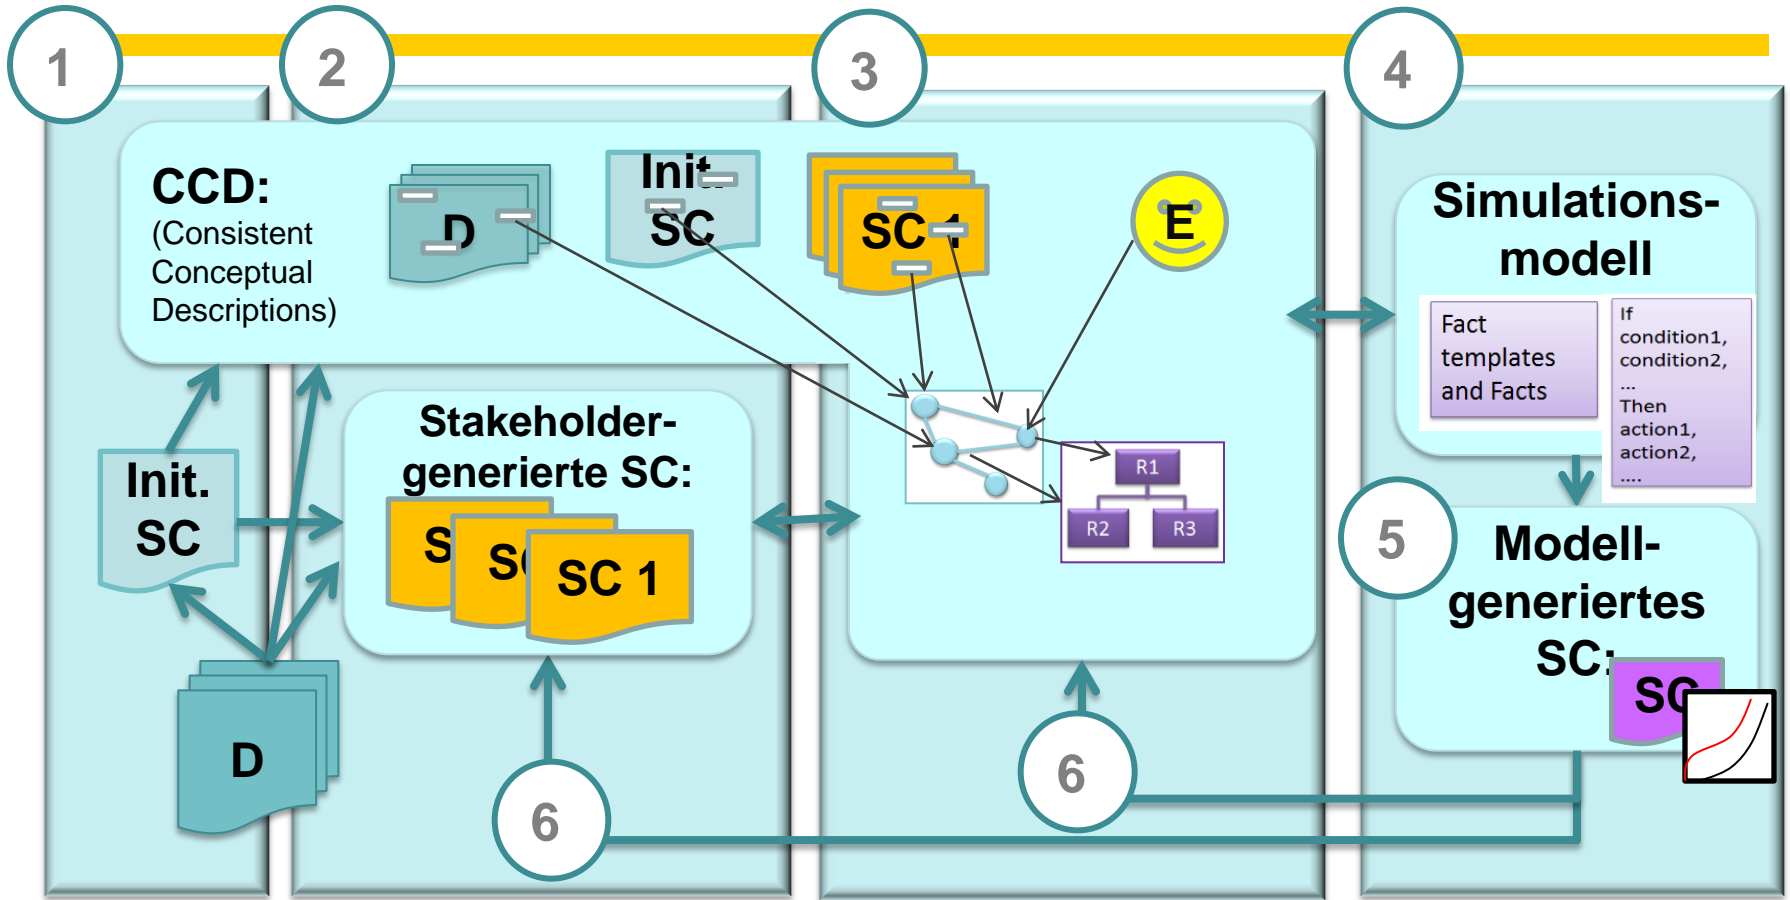 1
2
3
4
CCD:
(Consistent
Conceptual
Descriptions)
D
Init.
SC
SC 1
E
Simulations-
modell
Fact
templates
and Facts
If
condition1,
condition2,
...
Then
action1,
action2,
....
Init.
SC
Stakeholder-
generierte SC:
S
SC
SC 1
R1
R2
R3
5
Modell-
generiertes
SC:
SC
D
6
6